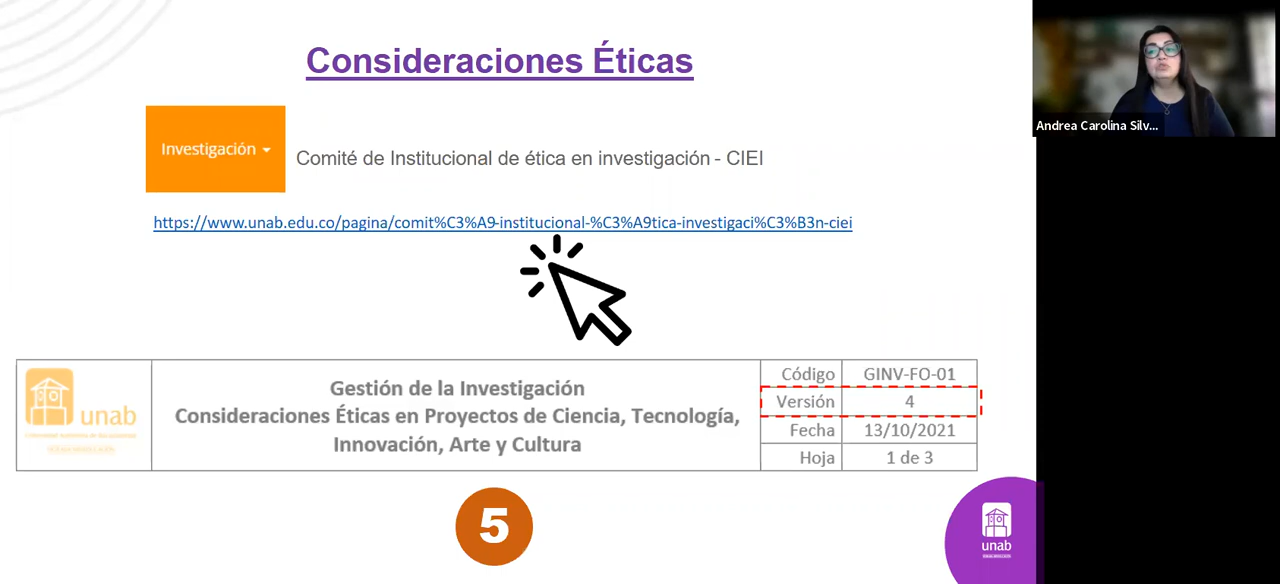 Consideraciones Éticas
Andrea Carolina Silv...
Investigación
Comité de Institucional de ética en investigación - CIEI
https://www.unab.edu.co/pagina/comit%C3%A9-institucional-%C3%A9tica-investigaci%C3%B3n-ciei
unab
Gestión de la Investigación
Consideraciones Éticas en Proyectos de Ciencia, Tecnología,
Innovación, Arte y Cultura
Código GINV-FO-01
Versión 4
Fecha 13/10/2021
Hoja 1 de 3
5
unab